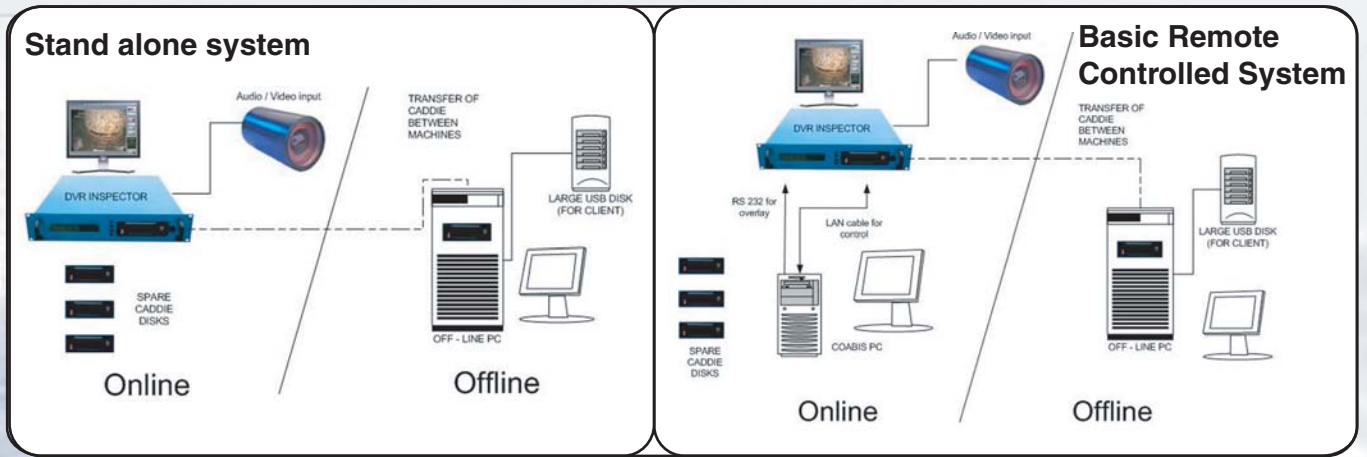 Stand alone system
Audio / Video input
TRANSFER OF
CADDIE
BETWEEN
MACHINES
DVR INSPECTOR
LARGE USB DISK
(FOR CLIENT)
SPARE
CADDIE
DISKS
OFF - LINE PC
Online
Offline
Basic Remote
Controlled System
Audio / Video input
TRANSFER OF
CADDIE
BETWEEN
MACHINES
DVR INSPECTOR
RS 232 for
overlay
LAN cable for
control
LARGE USB DISK
(FOR CLIENT)
SPARE
CADDIE
DISKS
COABIS PC
OFF - LINE PC
Online
Offline